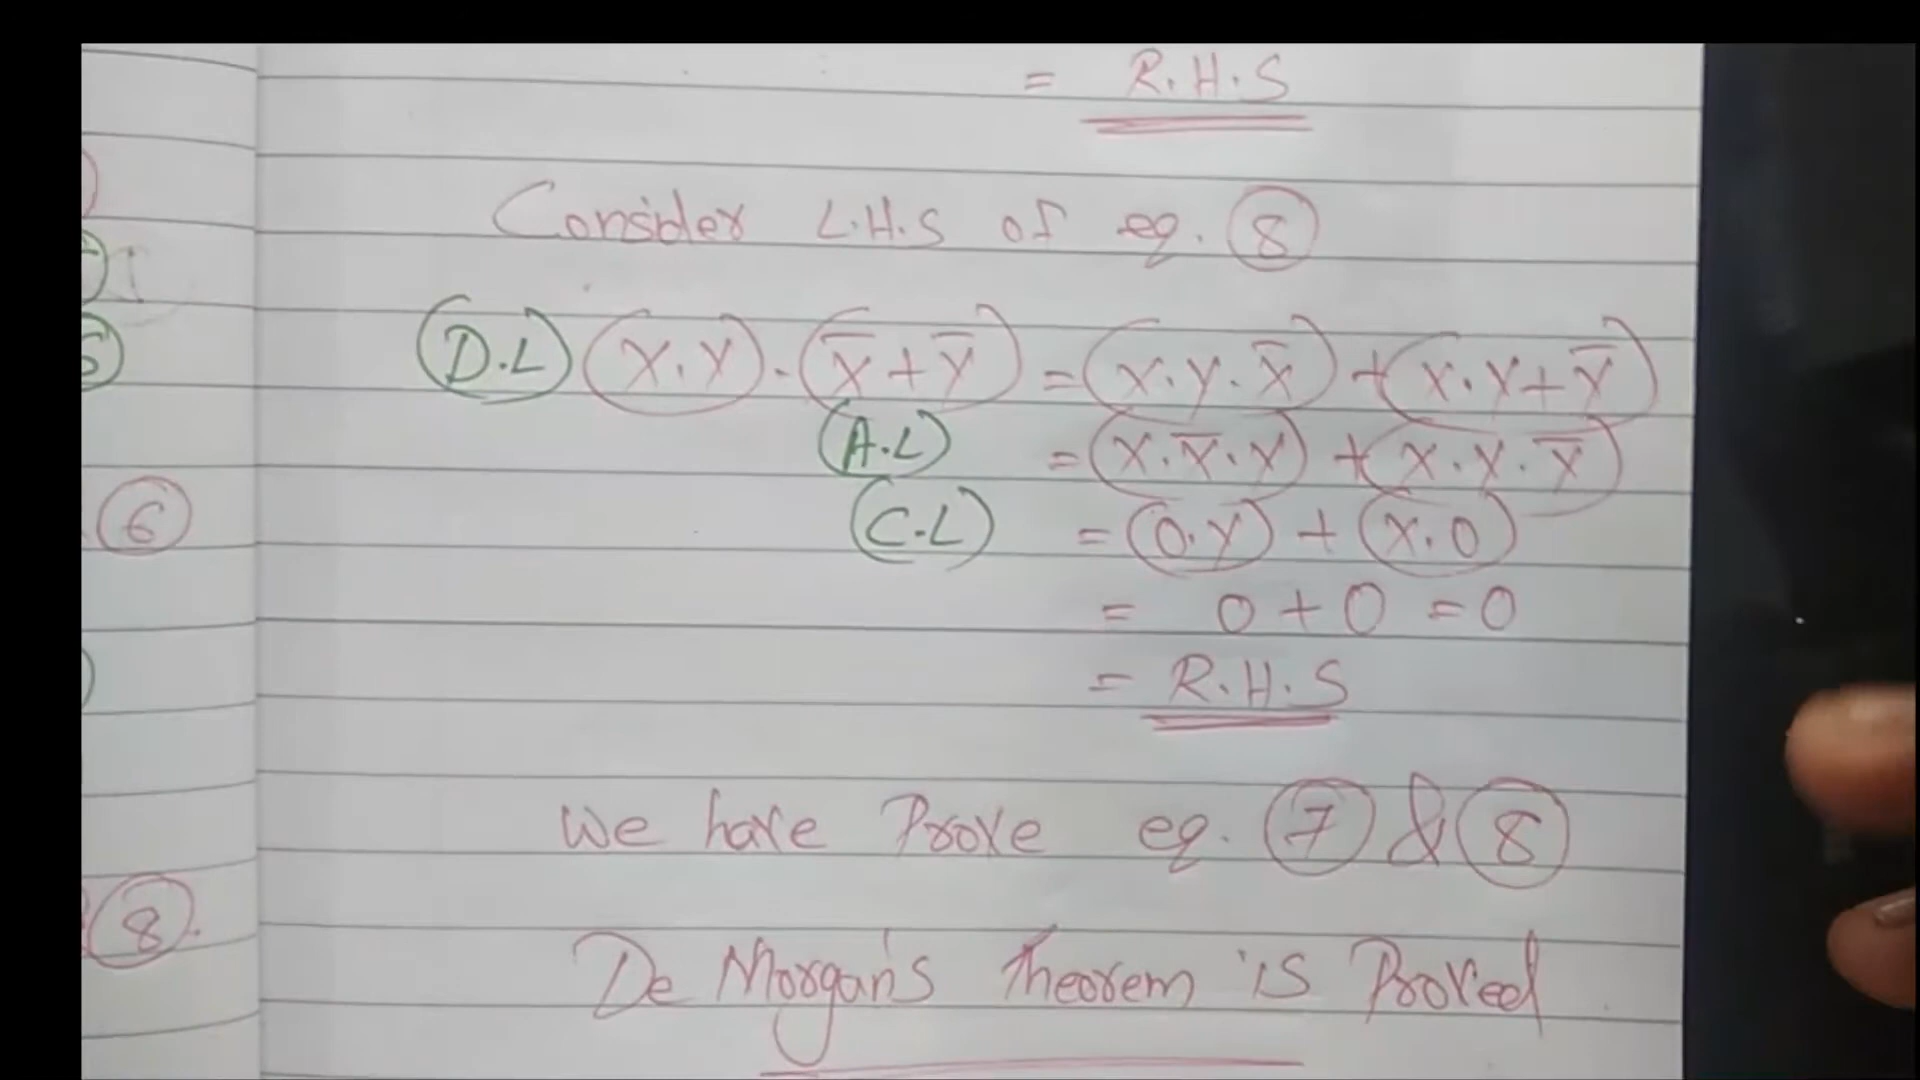 = R.H.S
Consider L.H.S of eq. 8
(D.L) (X.Y).(X̅+Y̅) = (X.Y.X̅)+(X.Y+Y̅)
(A.L) = (X.X̅.Y)+(X.Y.Y̅)
(C.L) = (0.Y)+(X.0)
= 0+0 =0
= R.H.S
6
We have Prove eq. 7 & 8
8.
De Morgan's Theorem is Proved